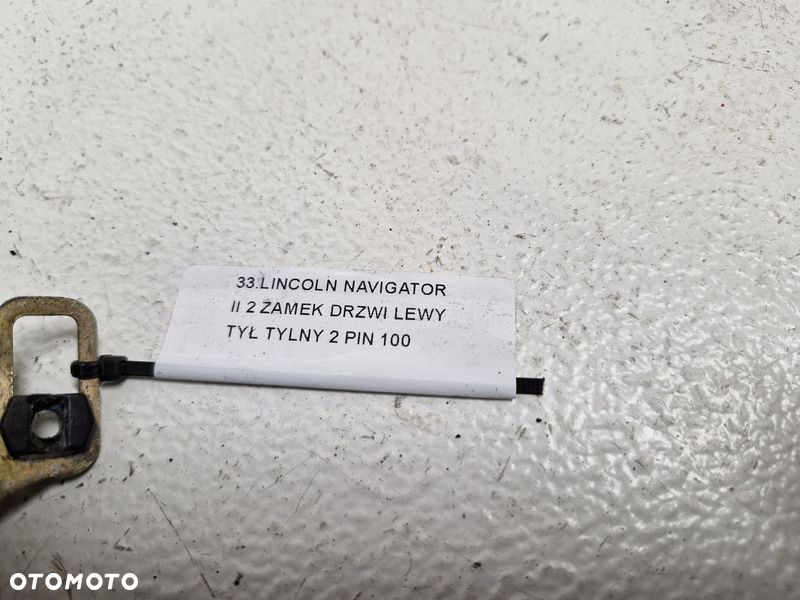 33.LINCOLN NAVIGATOR
II 2 ZAMEK DRZWI LEWY
TYŁ TYLNY 2 PIN 100
OTOMOTO